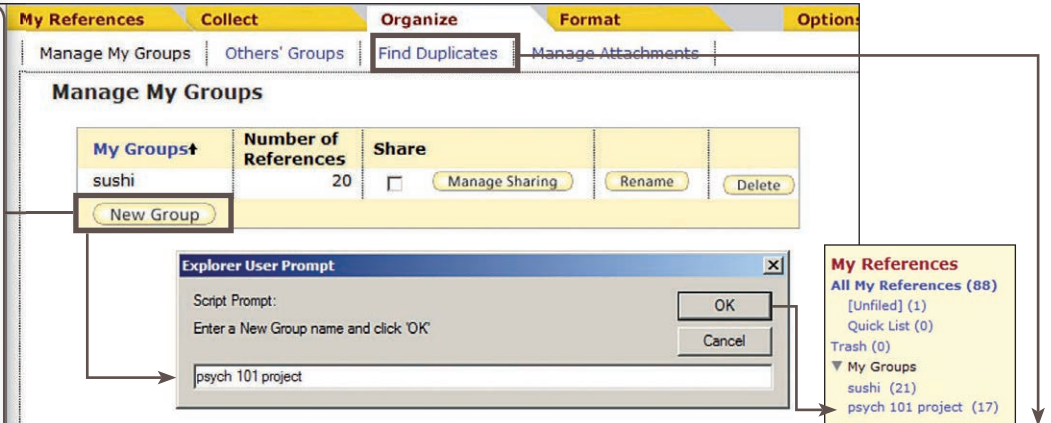 My References Collect Organize Format Options
Manage My Groups Others' Groups Find Duplicates Manage Attachments
Manage My Groups
My Groups Number of References Share
sushi 20 Manage Sharing Rename Delete
New Group
Explorer User Prompt
Script Prompt:
Enter a New Group name and click 'OK'
OK
Cancel
psych 101 project
My References
All My References (88)
[Unfiled] (1)
Quick List (0)
Trash (0)
My Groups
sushi (21)
psych 101 project (17)